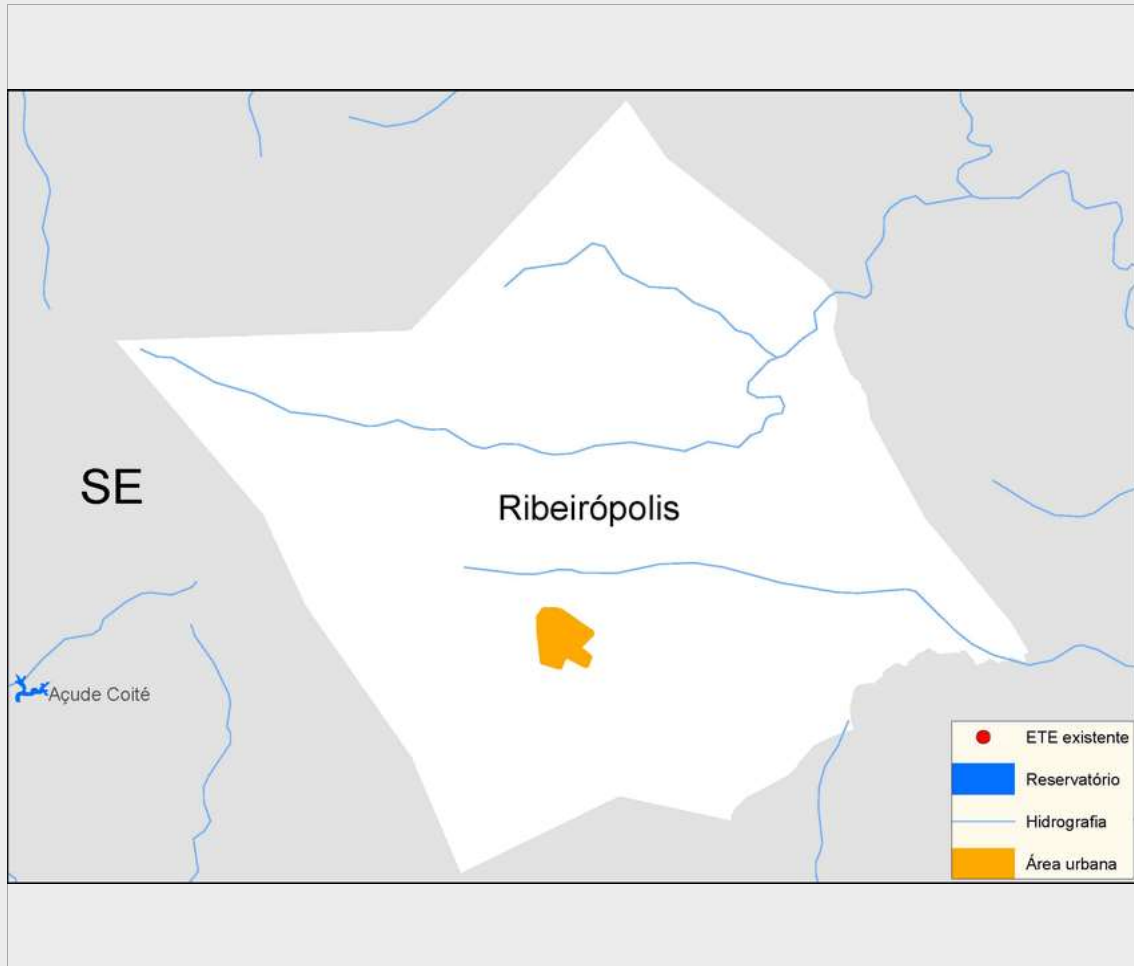 SE
Ribeirópolis
Açude Coité
ETE existente
Reservatório
Hidrografia
Área urbana